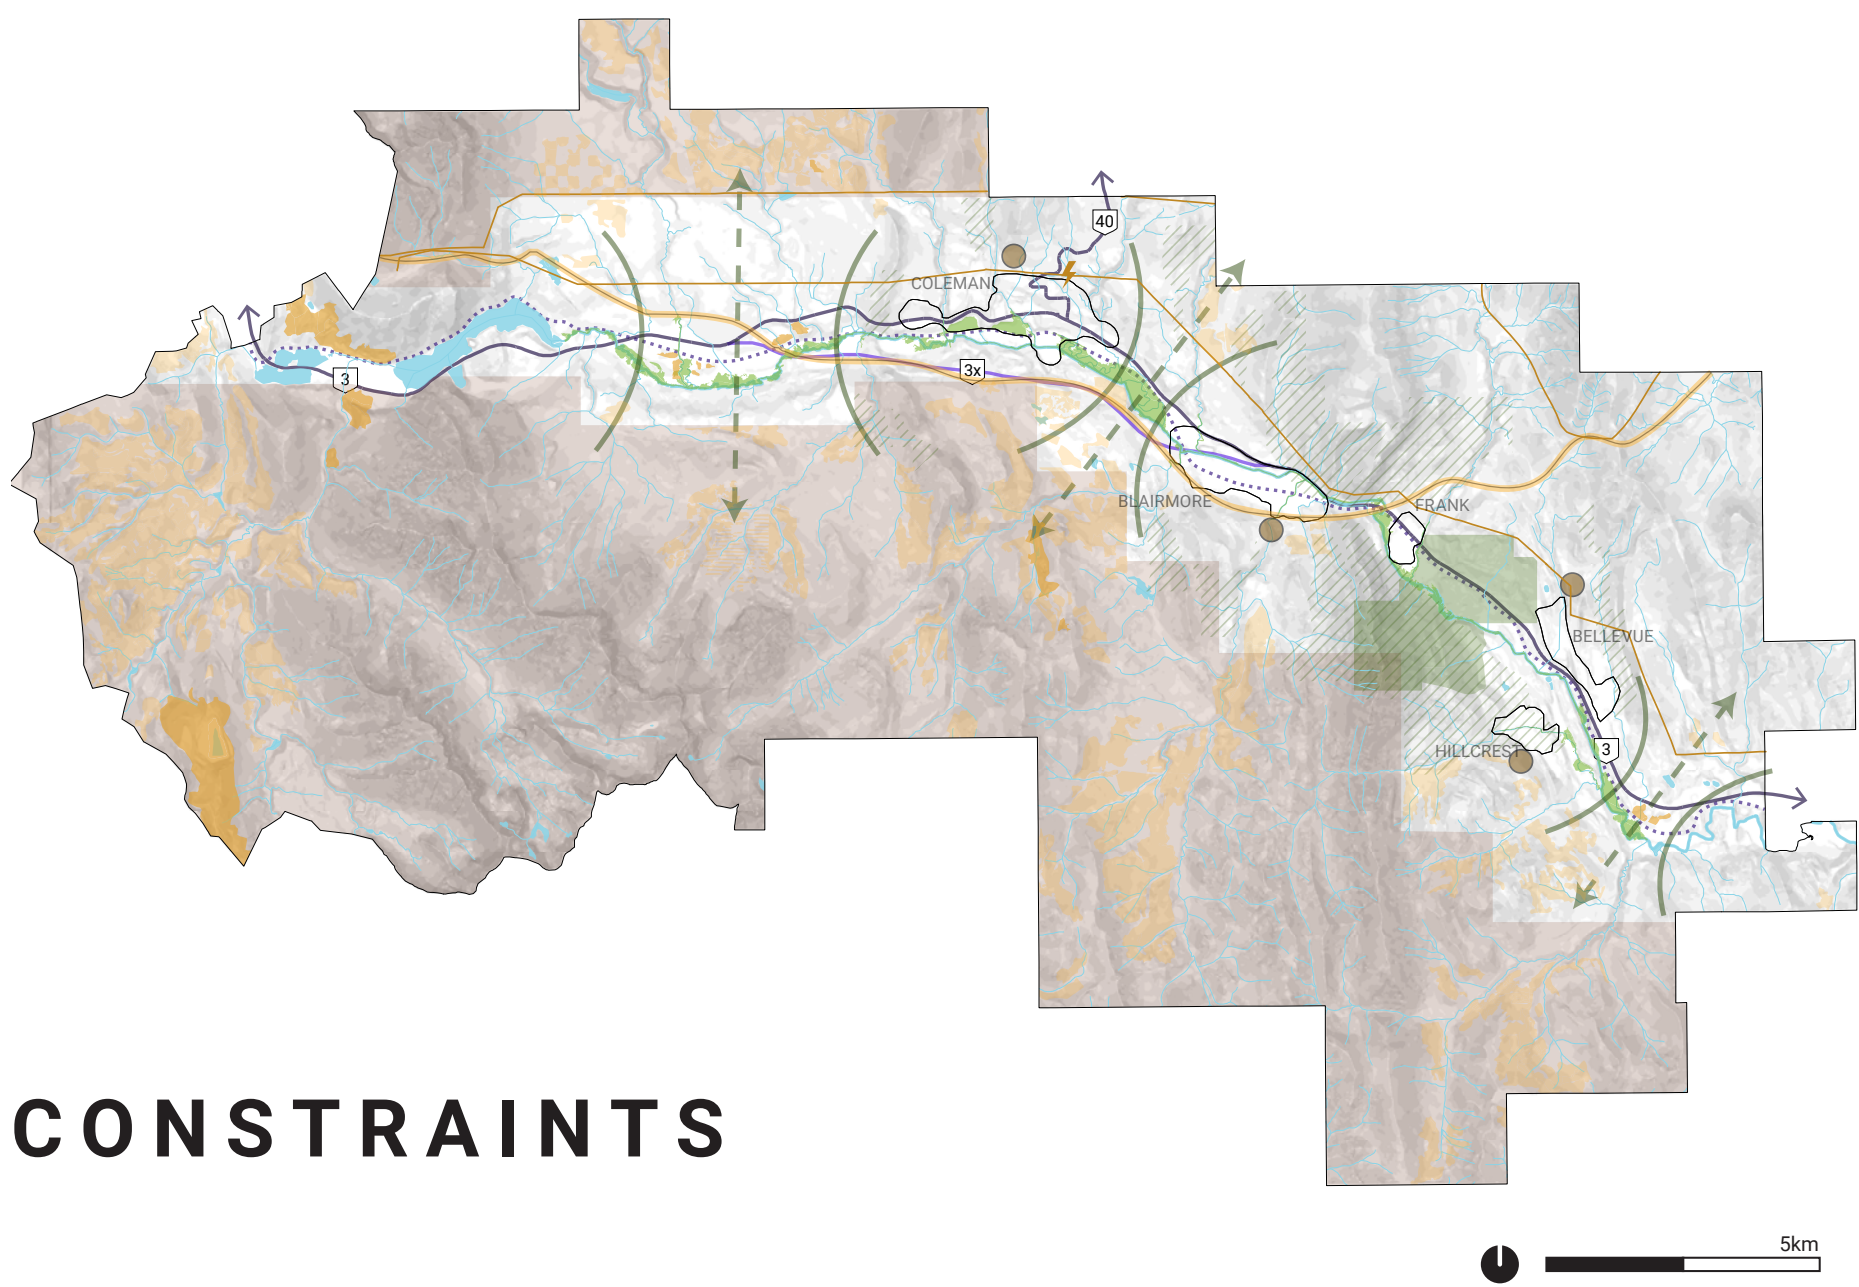 40
COLEMAN
3
3x
BLAIRMORE
FRANK
BELLEVUE
HILLCREST
3
CONSTRAINTS
5km